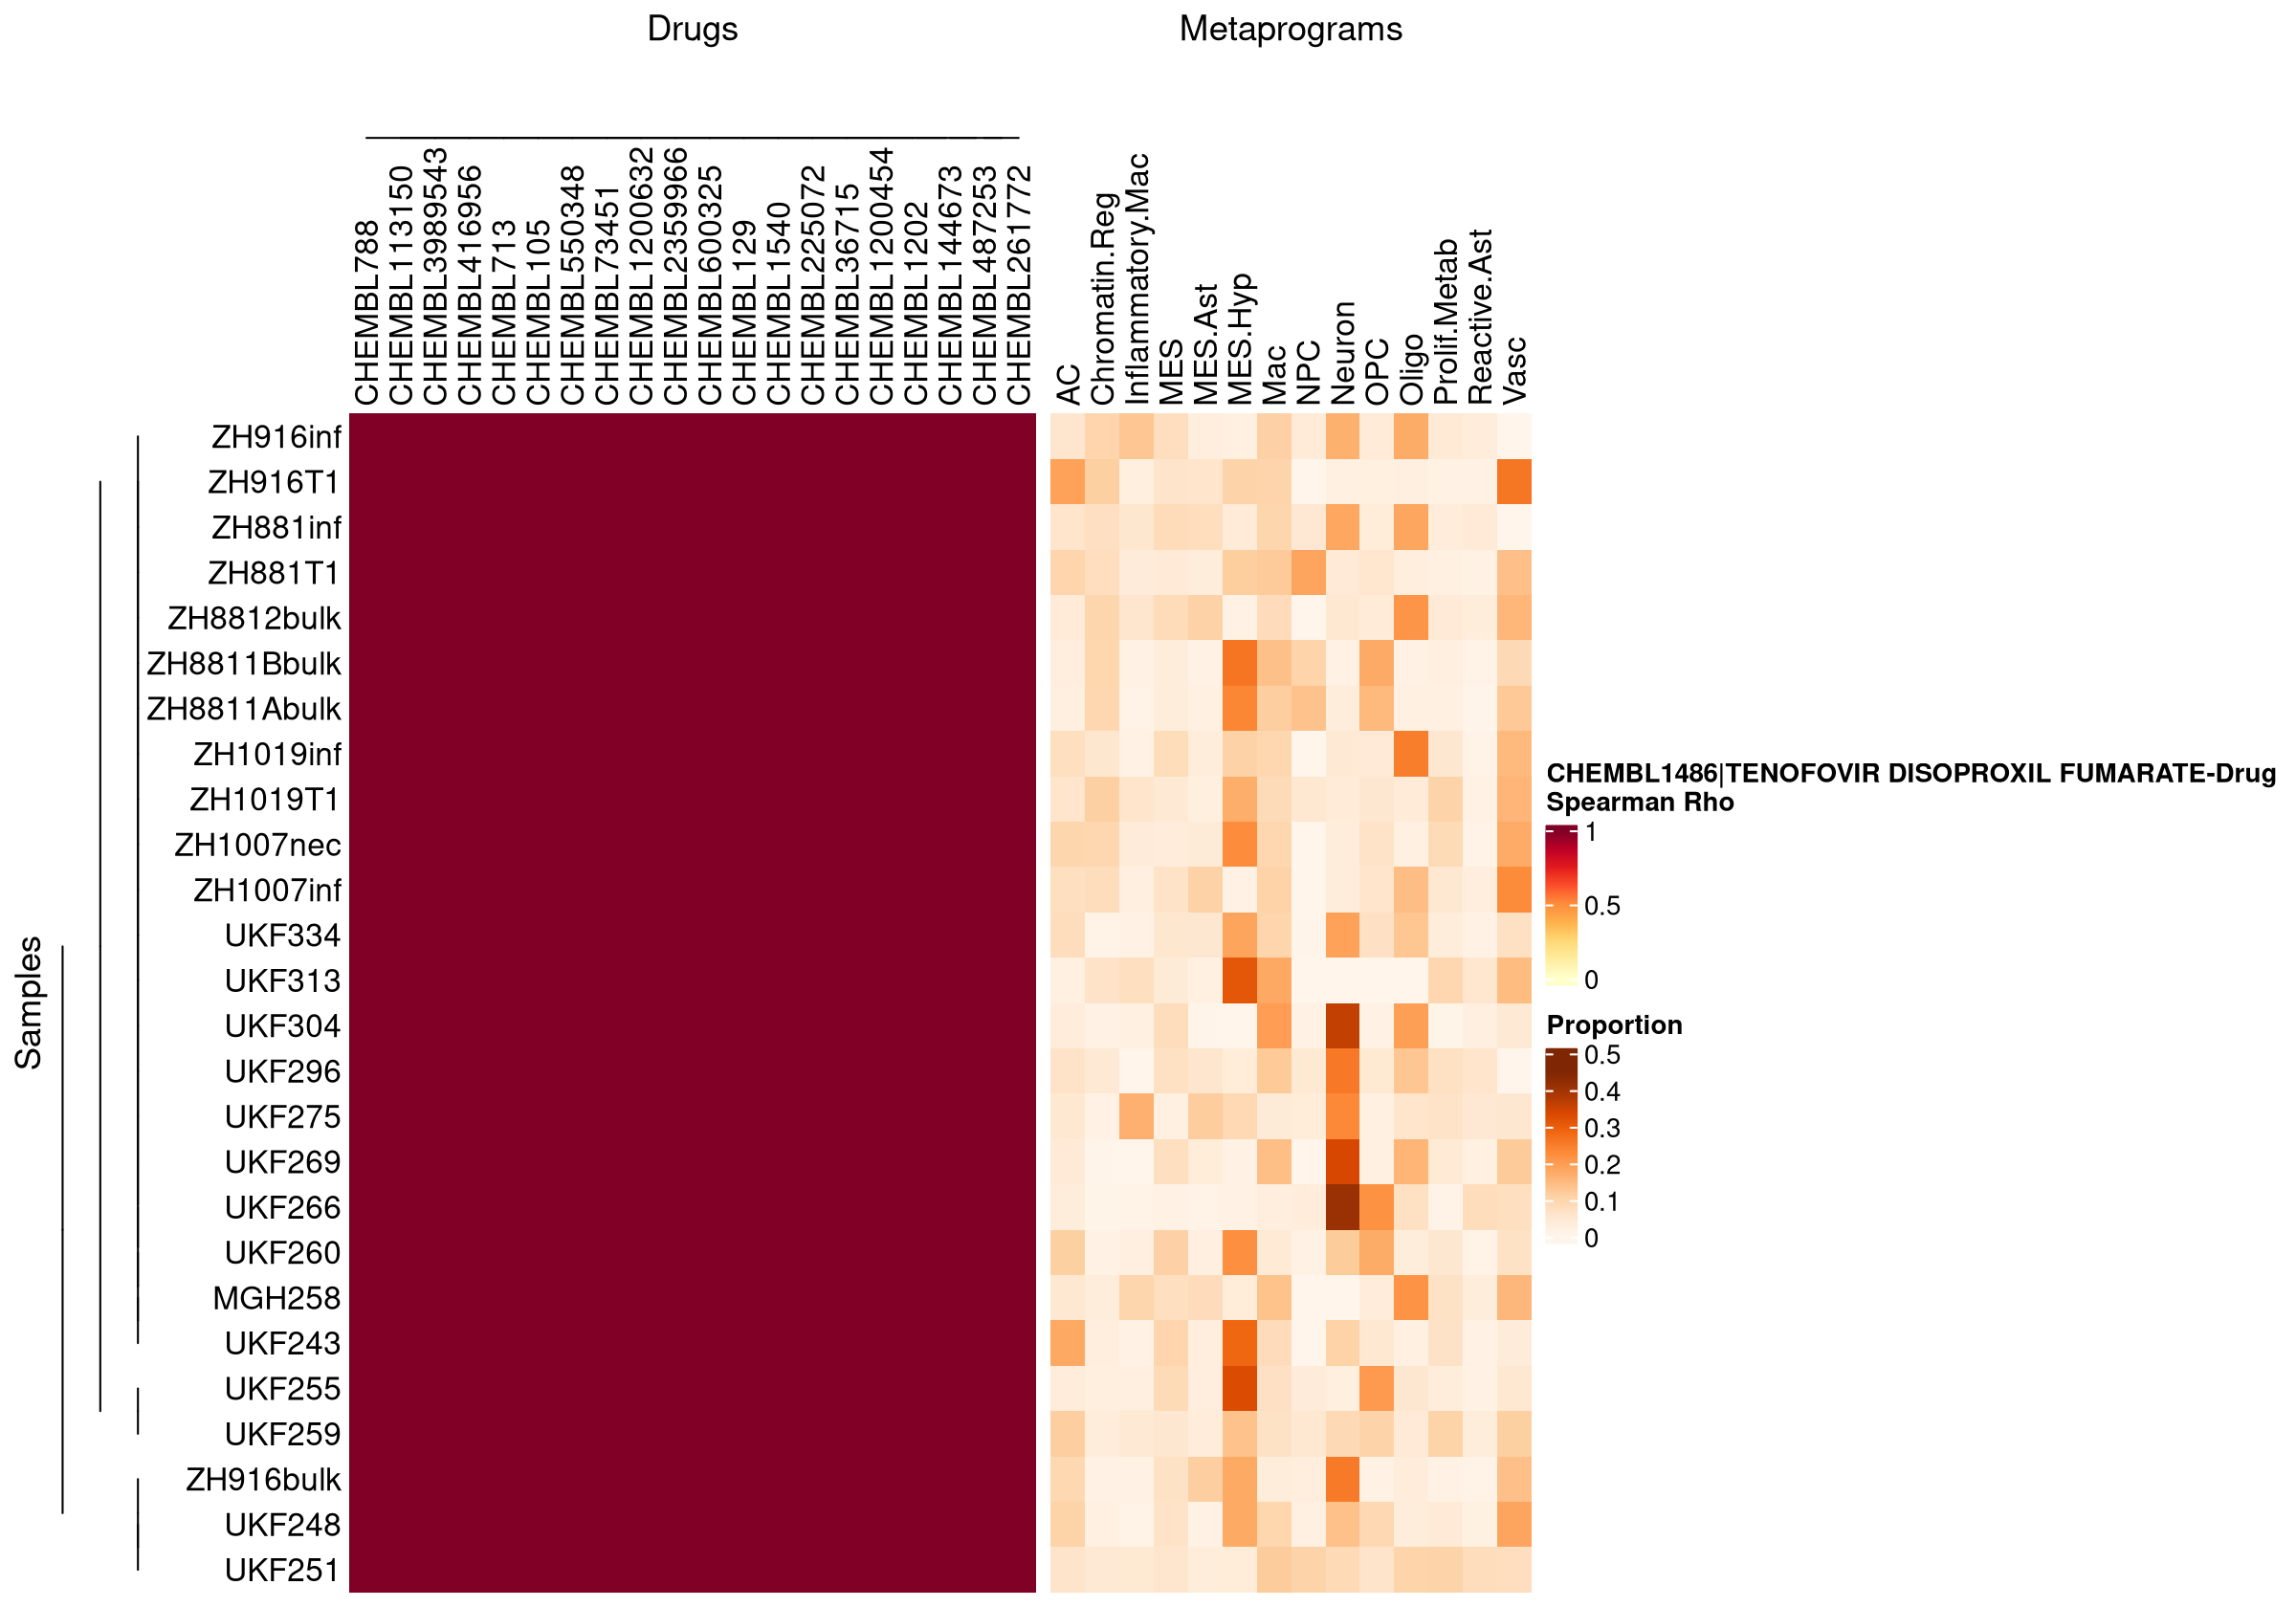 Drugs
Metaprograms
CHEMBL788
CHEMBL113150
CHEMBL3989543
CHEMBL4169956
CHEMBL713
CHEMBL105
CHEMBL550348
CHEMBL73451
CHEMBL1200632
CHEMBL2359966
CHEMBL600325
CHEMBL129
CHEMBL1540
CHEMBL225072
CHEMBL36715
CHEMBL1200454
CHEMBL1202
CHEMBL144673
CHEMBL487253
CHEMBL261772
AC
Chromatin.Reg
Inflammatory.Mac
MES
MES.Ast
MES.Hyp
Mac
NPC
Neuron
OPC
Oligo
Prolif.Metab
Reactive.Ast
Vasc
Samples
ZH916inf
ZH916T1
ZH881inf
ZH881T1
ZH8812bulk
ZH8811Bbulk
ZH8811Abulk
ZH1019inf
ZH1019T1
ZH1007nec
ZH1007inf
UKF334
UKF313
UKF304
UKF296
UKF275
UKF269
UKF266
UKF260
MGH258
UKF243
UKF255
UKF259
ZH916bulk
UKF248
UKF251
CHEMBL1486|TENOFOVIR DISOPROXIL FUMARATE-Drug
Spearman Rho
1
0.5
0
Proportion
0.5
0.4
0.3
0.2
0.1
0